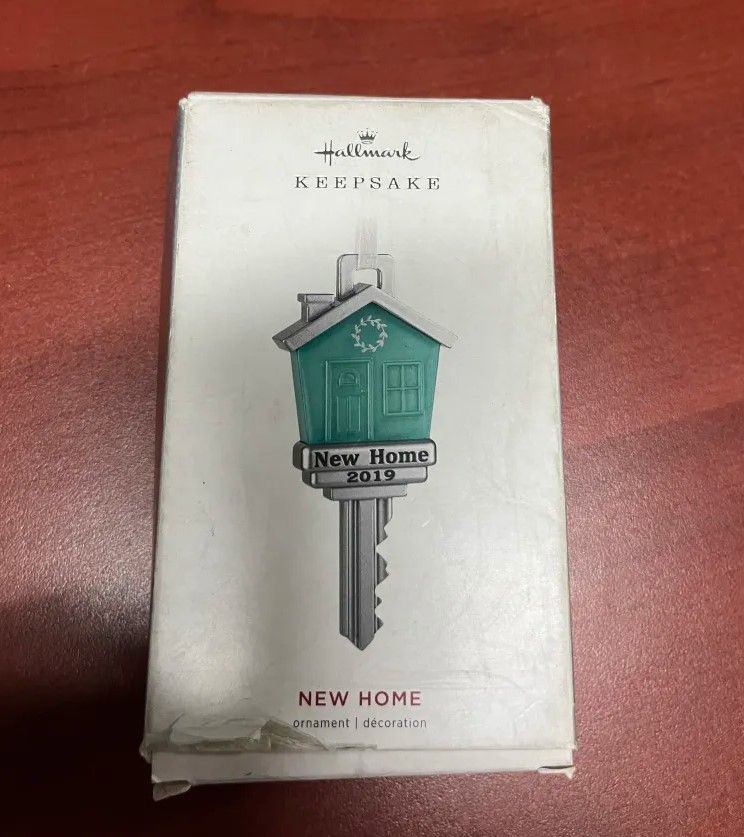 Hallmark
KEEPSAKE
New Home
2019
NEW HOME
ornament | décoration